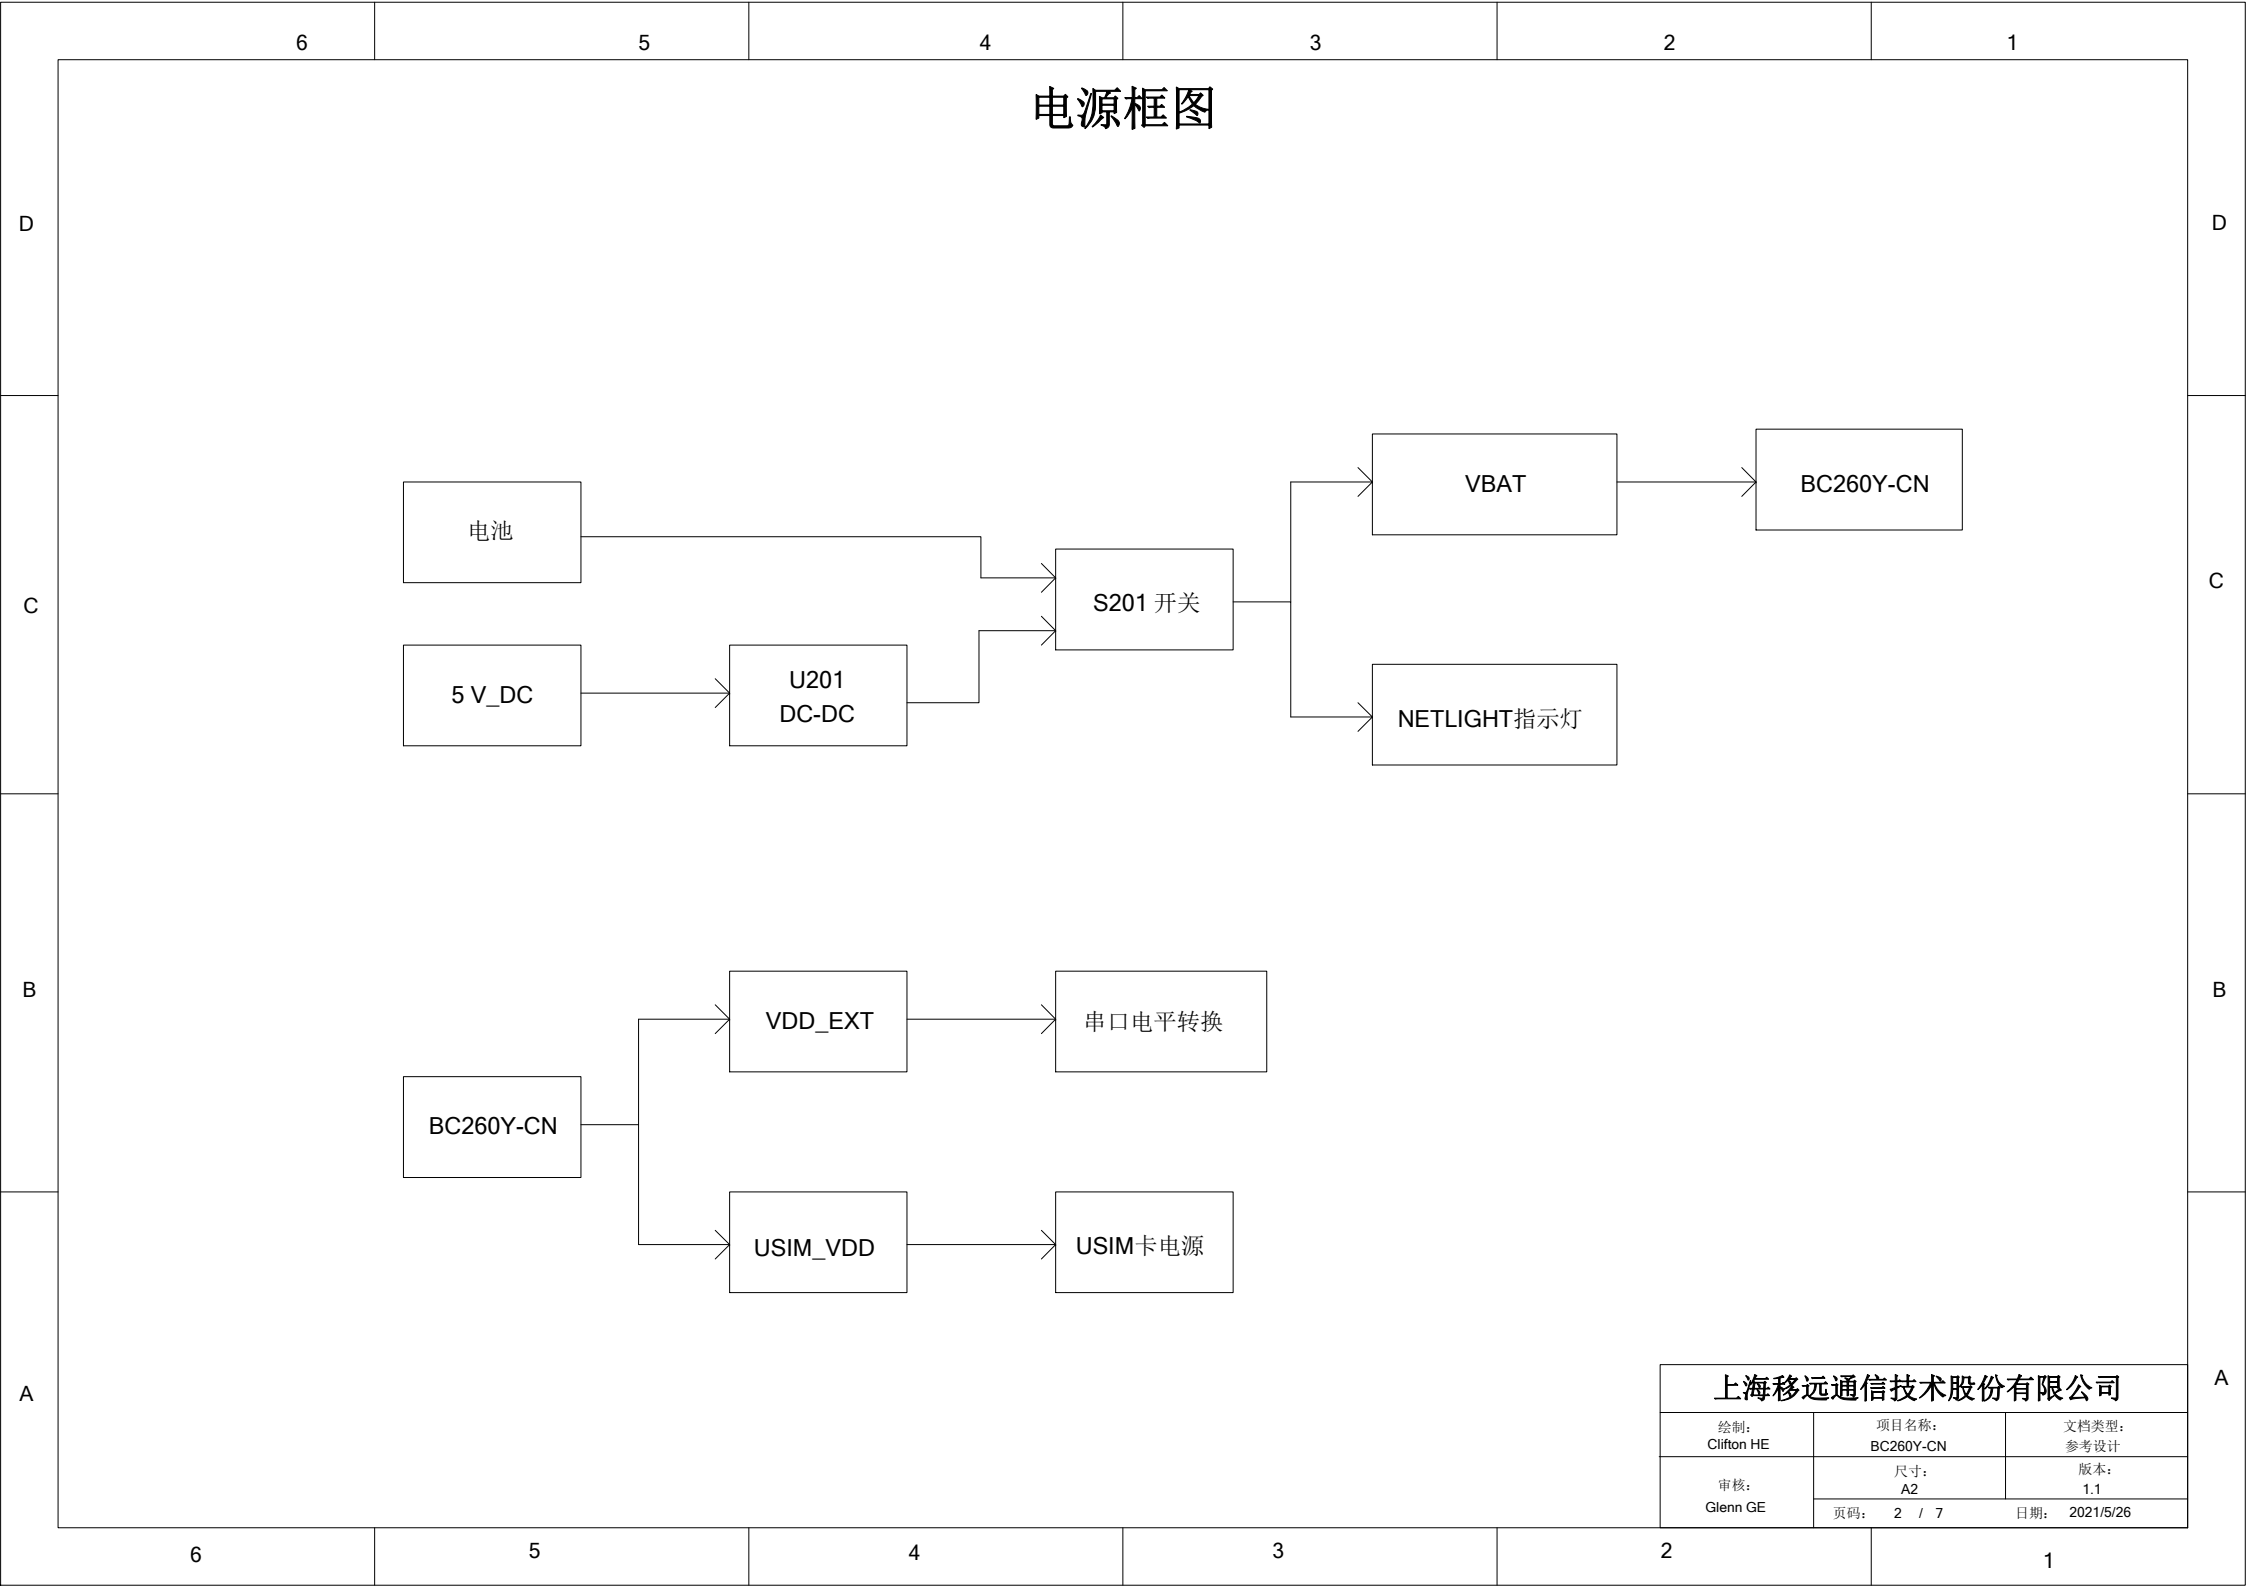 6 5 4 3 2 1
电源框图
D D
电池
VBAT
BC260Y-CN
S201 开关
C C
5 V_DC
U201
DC-DC
NETLIGHT指示灯
B B
VDD_EXT
串口电平转换
BC260Y-CN
USIM_VDD
USIM卡电源
A A
上海移远通信技术股份有限公司
绘制：
Clifton HE
项目名称：
BC260Y-CN
文档类型：
参考设计
审核：
Glenn GE
尺寸：
A2
版本：
1.1
页码： 2 / 7
日期： 2021/5/26
6 5 4 3 2 1